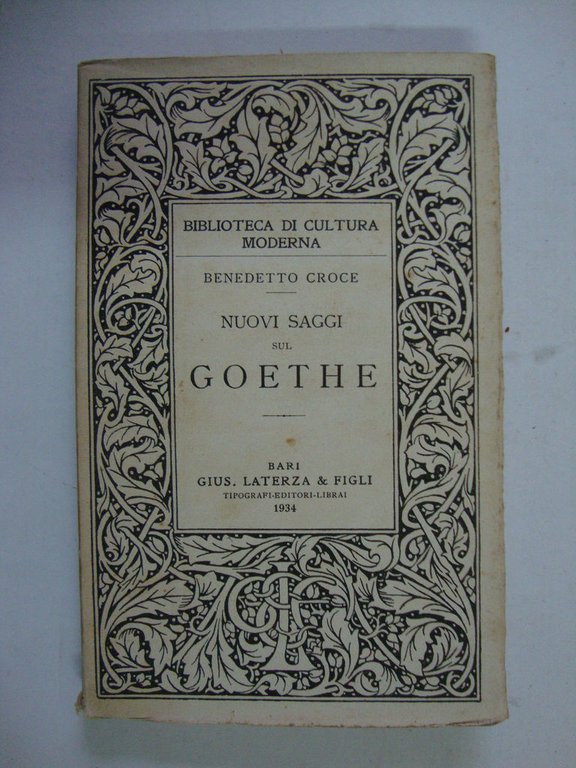 BIBLIOTECA DI CULTURA
MODERNA
BENEDETTO CROCE
NUOVI SAGGI
SUL
GOETHE
BARI
GIUS. LATERZA & FIGLI
TIPOGRAFI-EDITORI-LIBRAI
1934